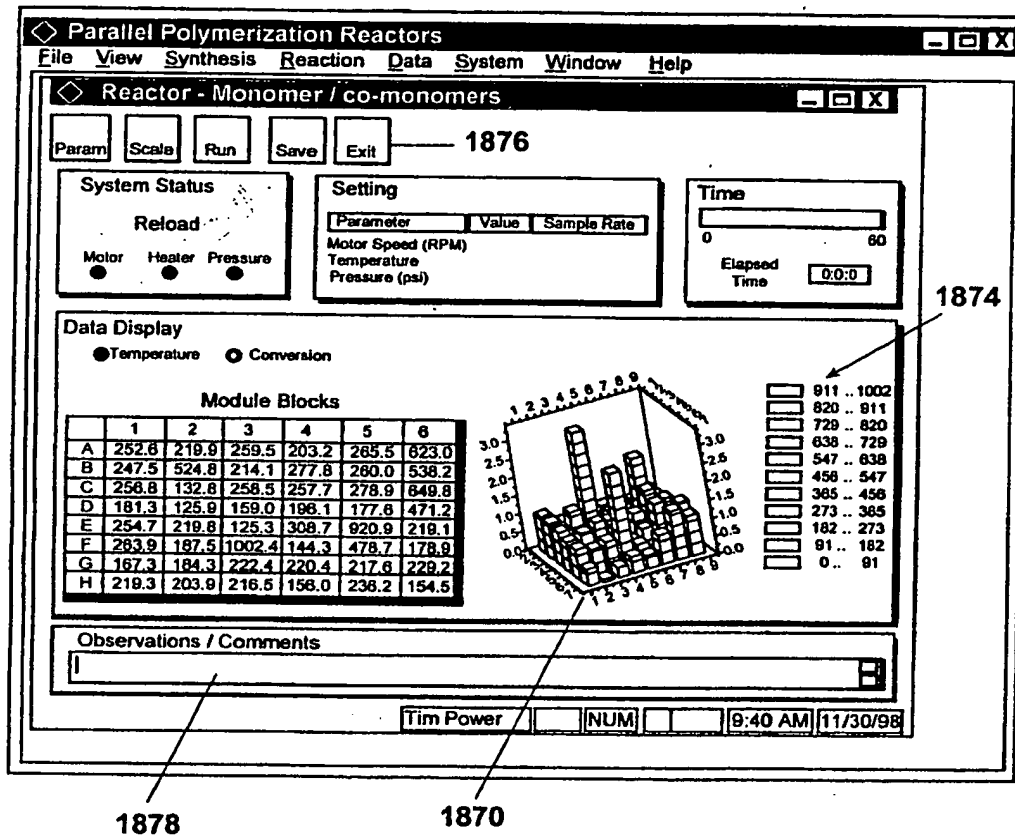 Parallel Polymerization Reactors
File View Synthesis Reaction Data System Window Help
Reactor - Monomer / co-monomers
Param Scale Run Save Exit
1876
System Status
Reload
Motor Heater Pressure
Setting
Parameter Value Sample Rate
Motor Speed (RPM)
Temperature
Pressure (psi)
Time
0 60
Elapsed
Time
0:0:0
1874
Data Display
Temperature Conversion
Module Blocks
1 2 3 4 5 6
A 252.6 219.9 259.5 203.2 265.5 623.0
B 247.5 524.8 214.1 277.8 260.0 538.2
C 256.8 132.8 258.5 257.7 278.9 649.8
D 181.3 125.9 159.0 196.1 177.6 471.2
E 254.7 219.8 125.3 308.7 920.9 219.1
F 263.9 187.5 1002.4 144.3 478.7 178.9
G 167.3 184.3 222.4 220.4 217.6 229.2
H 219.3 203.9 216.5 156.0 236.2 154.5
1 2 3 4 5 6 7 8 9
3.0
2.5
2.0
1.5
1.0
0.5
0.0
3.0
2.5
2.0
1.5
1.0
0.5
0.0
1 2 3 4 5 6 7 8 9
911 .. 1002
820 .. 911
729 .. 820
638 .. 729
547 .. 638
456 .. 547
365 .. 456
273 .. 365
182 .. 273
91 .. 182
0 .. 91
Observations / Comments
Tim Power NUM 9:40 AM 11/30/98
1878
1870